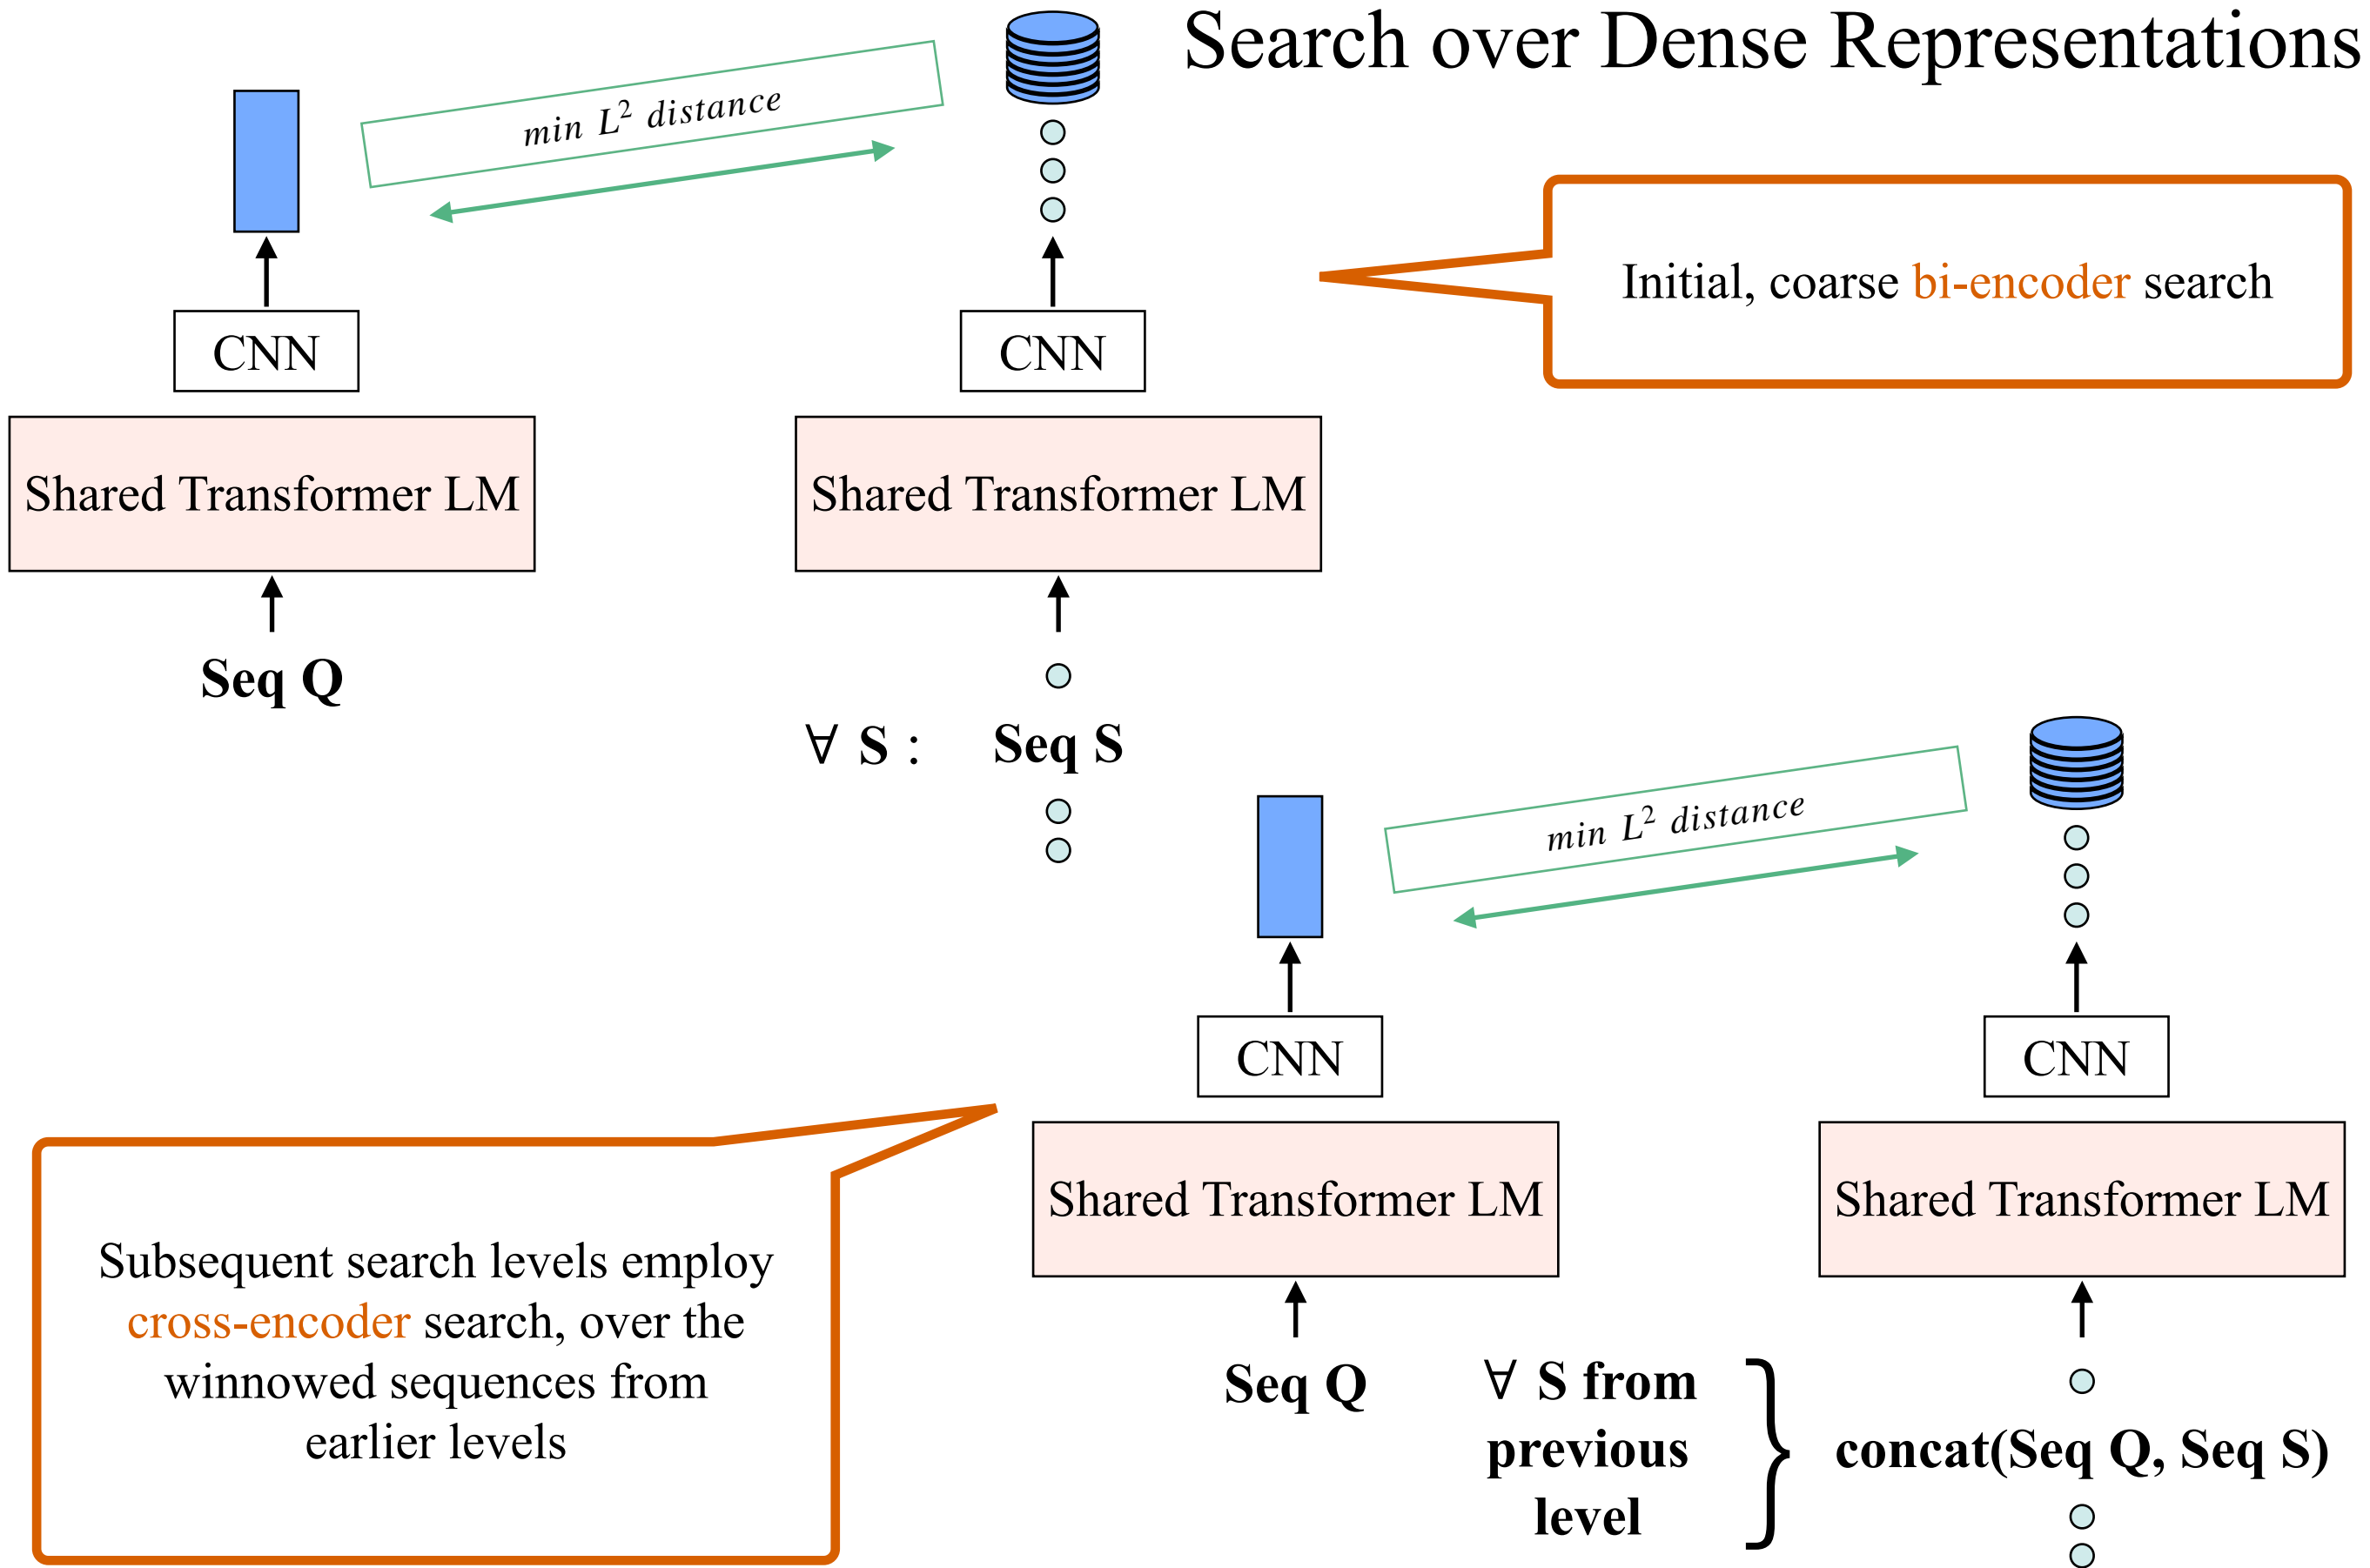 Search over Dense Representations
min L² distance
Initial, coarse bi-encoder search
CNN
CNN
Shared Transformer LM
Shared Transformer LM
Seq Q
∀ S :
Seq S
min L² distance
CNN
CNN
Shared Transformer LM
Shared Transformer LM
Subsequent search levels employ
cross-encoder search, over the
winnowed sequences from
earlier levels
Seq Q
∀ S from
previous
level
}
concat(Seq Q, Seq S)